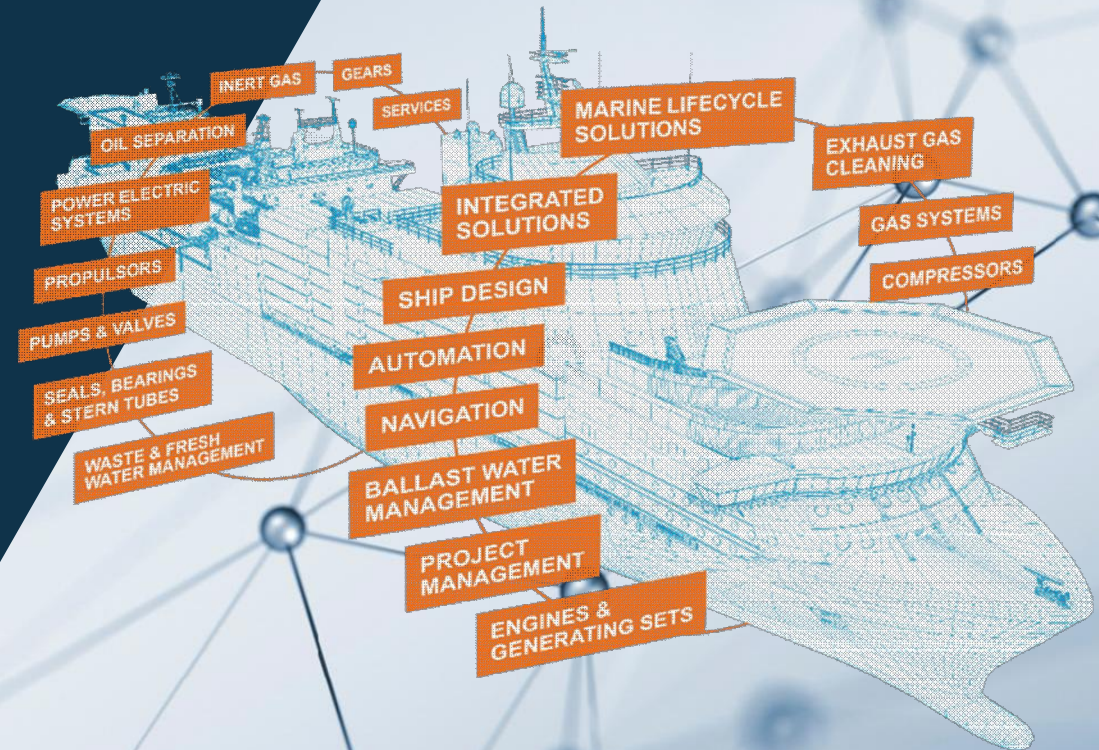 INERT GAS
GEARS
SERVICES
OIL SEPARATION
POWER ELECTRIC
SYSTEMS
PROPULSORS
PUMPS & VALVES
SEALS, BEARINGS
& STERN TUBES
WASTE & FRESH
WATER MANAGEMENT
MARINE LIFECYCLE
SOLUTIONS
INTEGRATED
SOLUTIONS
SHIP DESIGN
AUTOMATION
NAVIGATION
BALLAST WATER
MANAGEMENT
PROJECT
MANAGEMENT
ENGINES &
GENERATING SETS
EXHAUST GAS
CLEANING
GAS SYSTEMS
COMPRESSORS